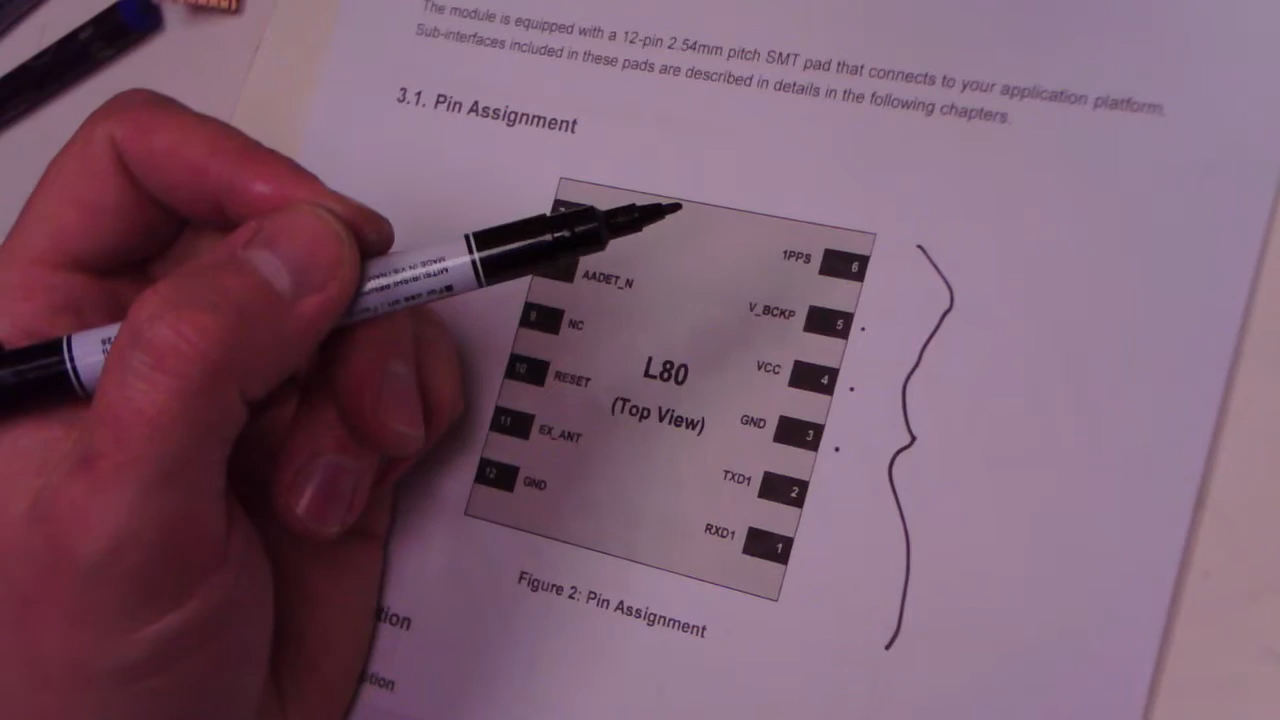 The module is equipped with a 12-pin 2.54mm pitch SMT pad that connects to your application platform.
Sub-interfaces included in these pads are described in details in the following chapters.
3.1. Pin Assignment
1PPS 6
AADET_N
V_BCKP 5
9 NC
VCC 4
10 RESET
L80
(Top View)
GND 3
11 EX_ANT
TXD1 2
12 GND
RXD1 1
Figure 2: Pin Assignment
MADE IN VIETNAM